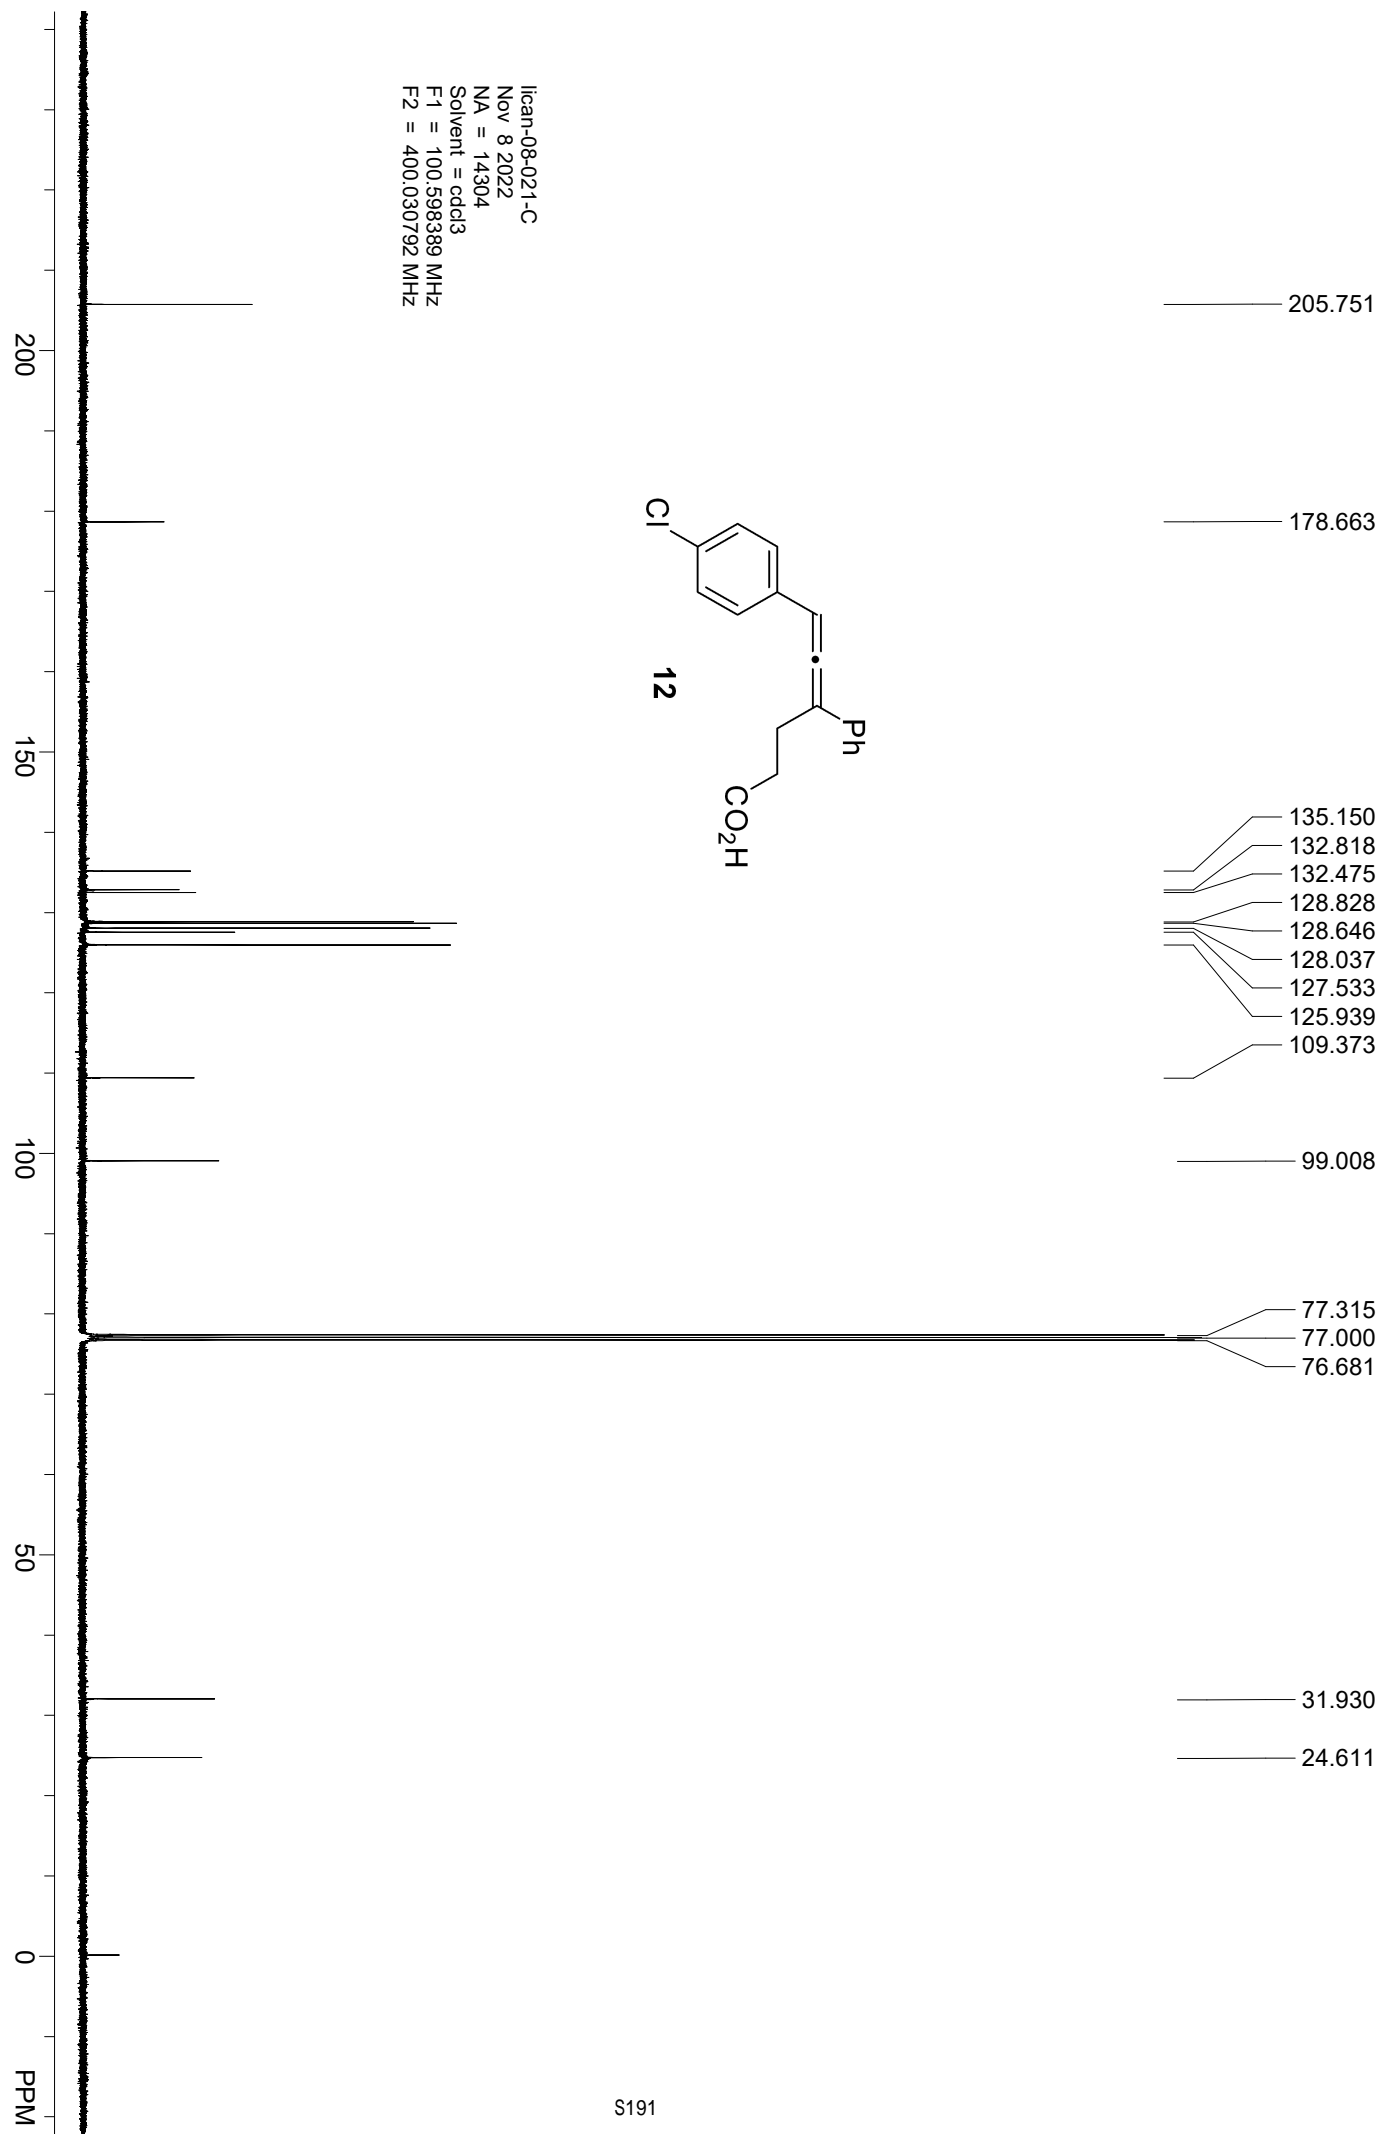 lican-08-021-C
Nov 8 2022
NA = 14304
Solvent = cdcl3
F1 = 100.598389 MHz
F2 = 400.030792 MHz
205.751
178.663
135.150
132.818
132.475
128.828
128.646
128.037
127.533
125.939
109.373
99.008
77.315
77.000
76.681
31.930
24.611
Cl
Ph
CO2H
12
200
150
100
50
0
PPM
S191